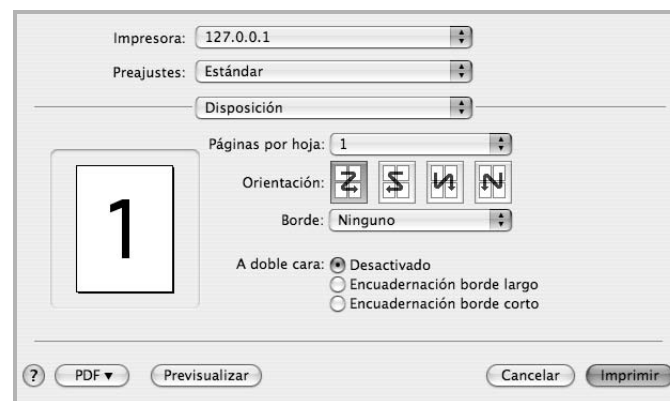 Impresora: 127.0.0.1
Preajustes: Estándar
Disposición
Páginas por hoja: 1
Orientación:
1
Borde: Ninguno
A doble cara: Desactivado
Encuadernación borde largo
Encuadernación borde corto
? PDF ▼ Previsualizar Cancelar Imprimir